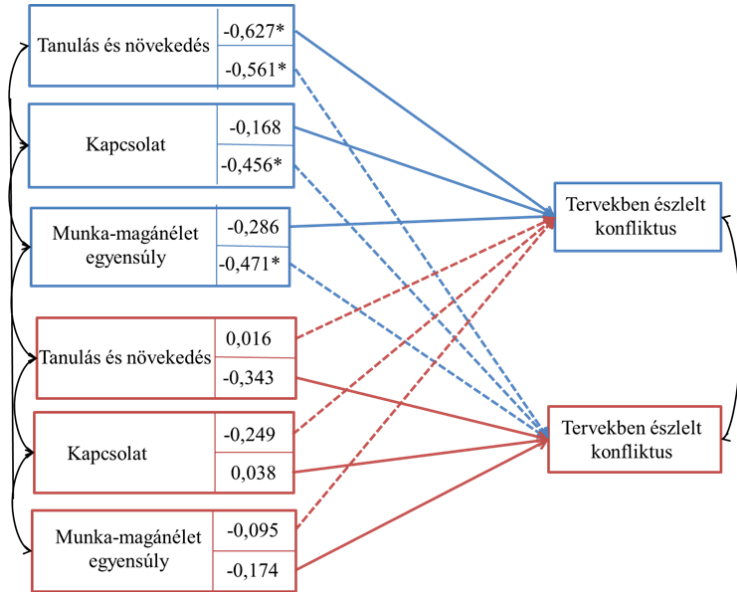 Tanulás és növekedés
-0,627*
-0,561*
Kapcsolat
-0,168
-0,456*
Munka-magánélet
egyensúly
-0,286
-0,471*
Tervekben észlelt
konfliktus
Tanulás és növekedés
0,016
-0,343
Kapcsolat
-0,249
0,038
Munka-magánélet
egyensúly
-0,095
-0,174
Tervekben észlelt
konfliktus